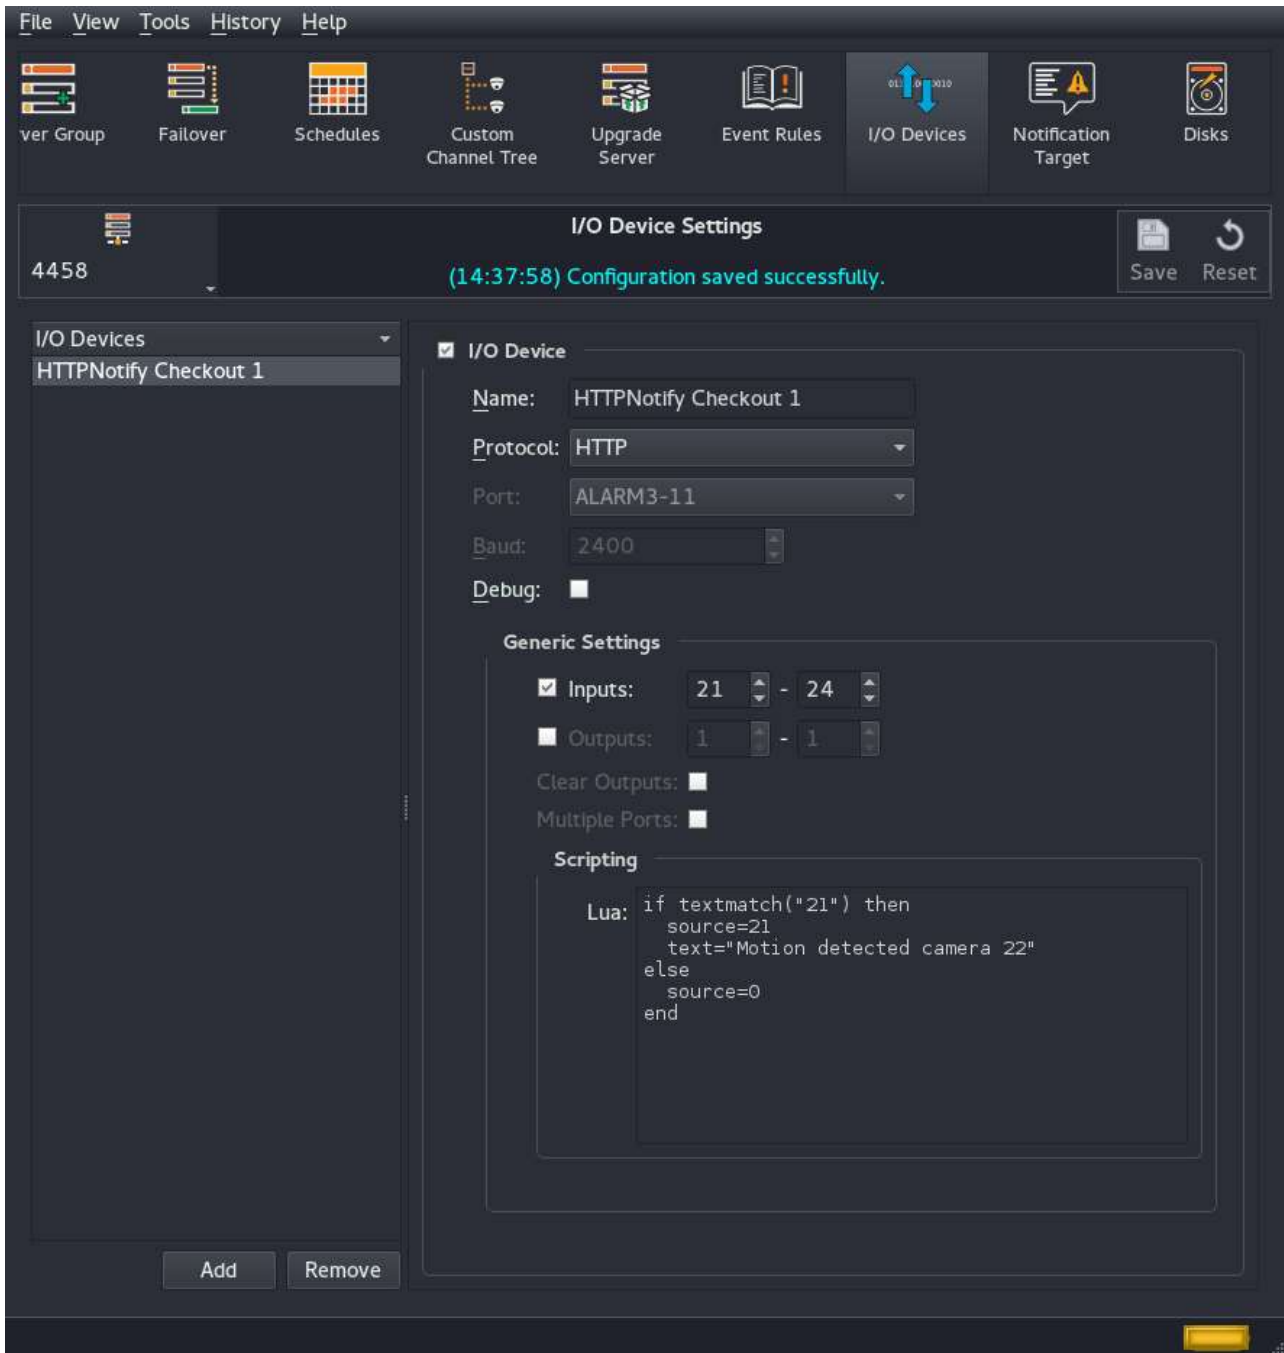 File View Tools History Help
ver Group Failover Schedules Custom Channel Tree Upgrade Server Event Rules I/O Devices Notification Target Disks
I/O Device Settings
4458 (14:37:58) Configuration saved successfully. Save Reset
I/O Devices
HTTPNotify Checkout 1
I/O Device
Name: HTTPNotify Checkout 1
Protocol: HTTP
Port: ALARM3-11
Baud: 2400
Debug:
Generic Settings
Inputs: 21 - 24
Outputs: 1 - 1
Clear Outputs:
Multiple Ports:
Scripting
Lua: if textmatch("21") then
source=21
text="Motion detected camera 22"
else
source=0
end
Add Remove